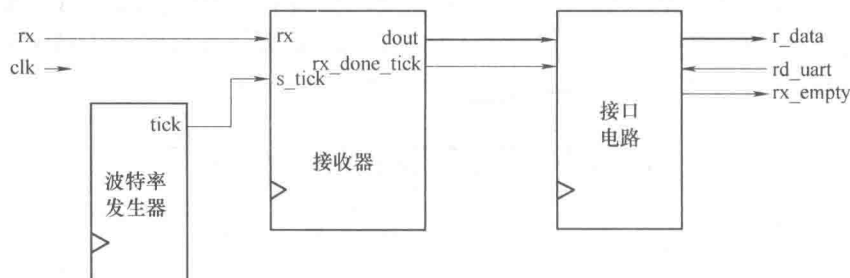 rx
clk
tick
波特率
发生器
rx
s_tick
dout
rx_done_tick
接收器
接口
电路
r_data
rd_uart
rx_empty